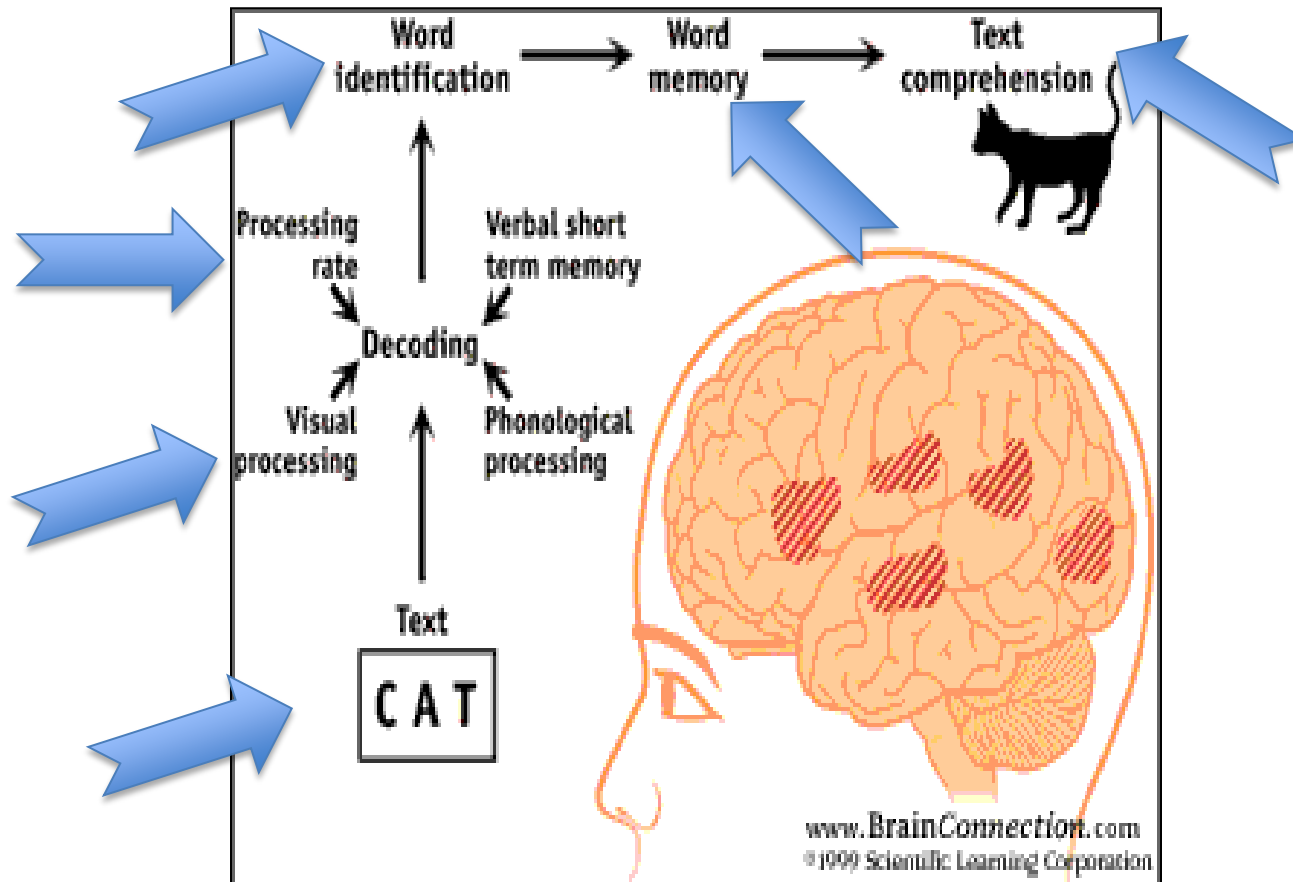 Word
identification
Word
memory
Text
comprehension
Processing
rate
Verbal short
term memory
Decoding
Visual
processing
Phonological
processing
Text
CAT
www.BrainConnection.com
©1999 Scientific Learning Corporation